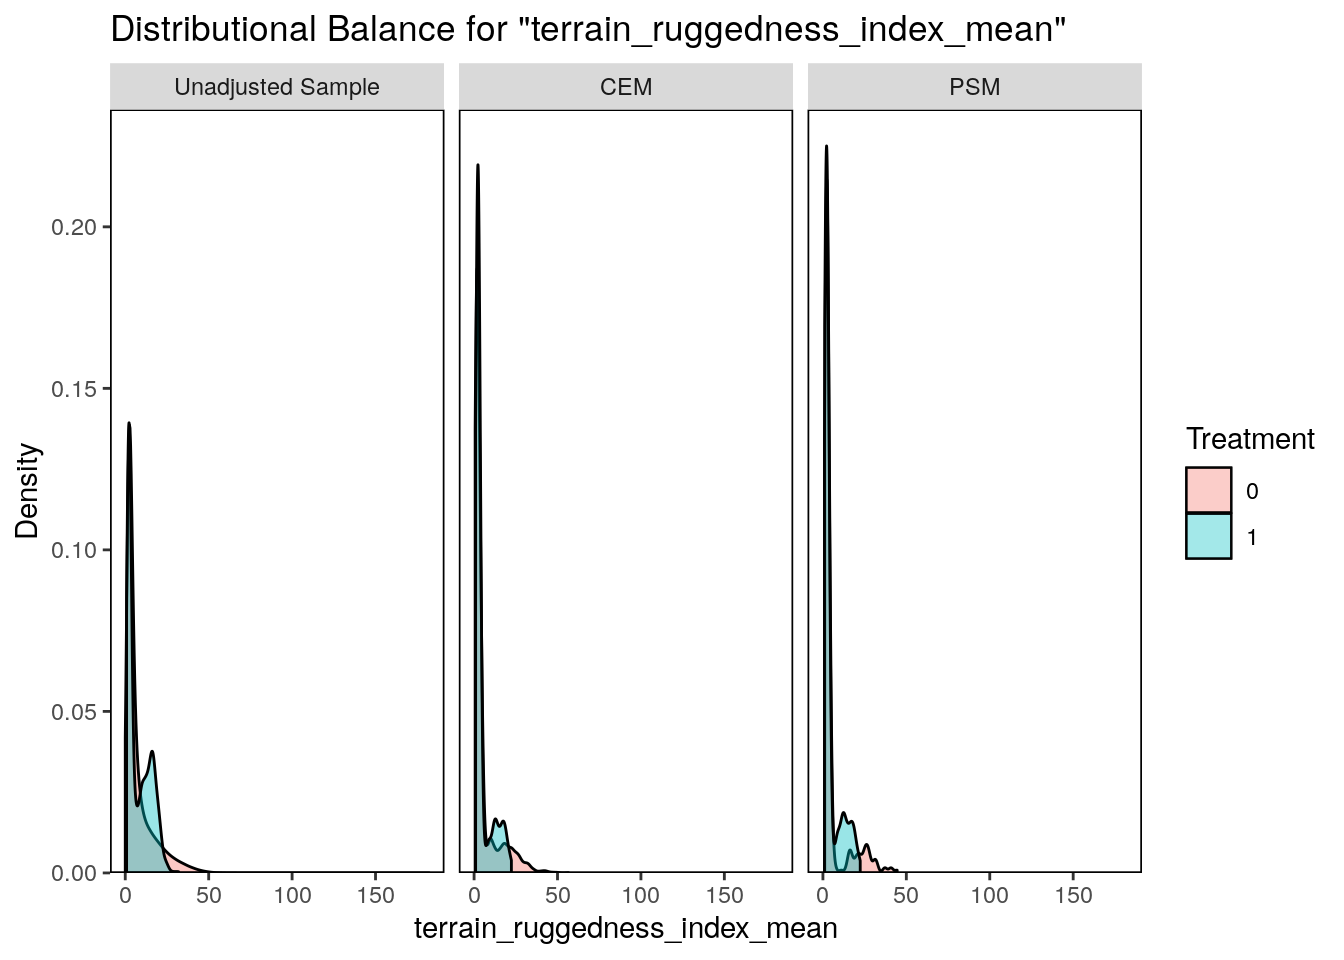 Distributional Balance for "terrain_ruggedness_index_mean"
Unadjusted Sample
CEM
PSM
0.20
0.15
0.10
0.05
0.00
Density
0 50 100 150
0 50 100 150
0 50 100 150
terrain_ruggedness_index_mean
Treatment
0
1